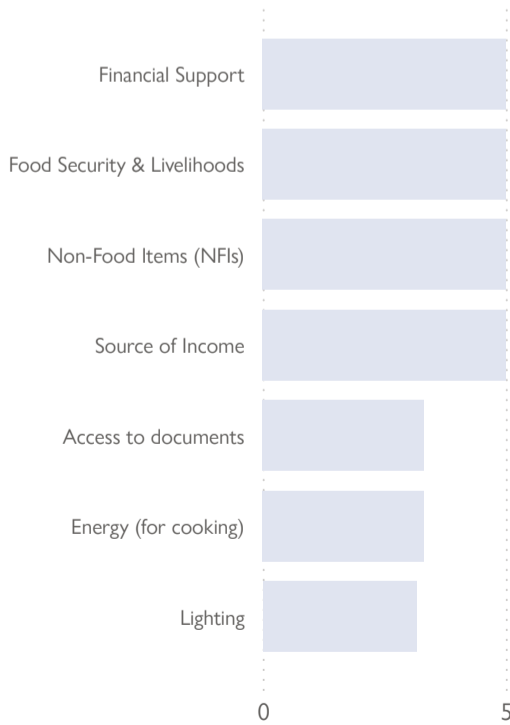 Financial Support
Food Security & Livelihoods
Non-Food Items (NFIs)
Source of Income
Access to documents
Energy (for cooking)
Lighting
0 5